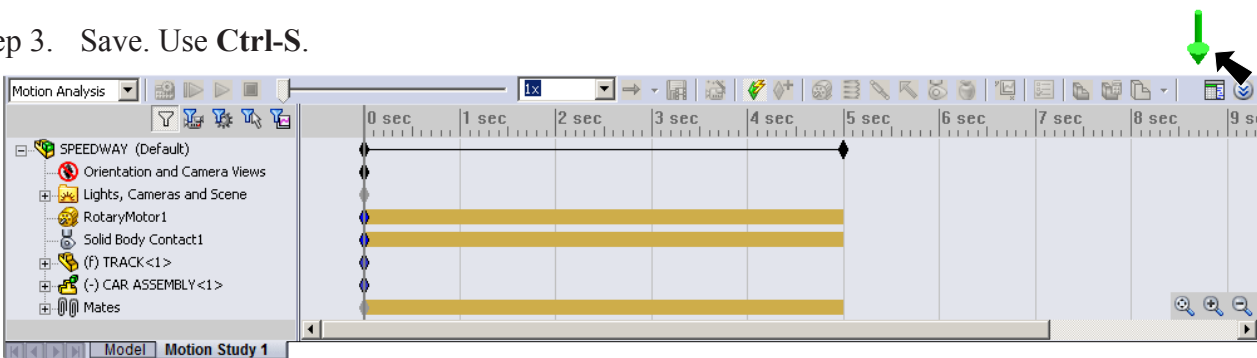 ep 3. Save. Use Ctrl-S.
Motion Analysis 1x
0 sec 1 sec 2 sec 3 sec 4 sec 5 sec 6 sec 7 sec 8 sec 9 s
SPEEDWAY (Default)
Orientation and Camera Views
Lights, Cameras and Scene
RotaryMotor1
Solid Body Contact1
(f) TRACK<1>
(-) CAR ASSEMBLY<1>
Mates
Model Motion Study 1